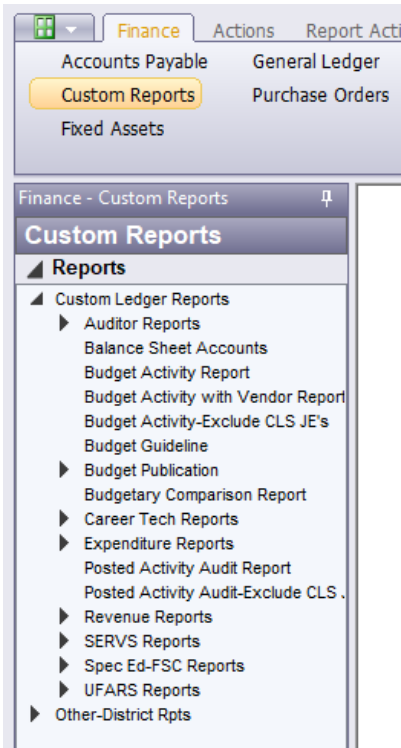 Finance Actions Report Acti
Accounts Payable General Ledger
Custom Reports Purchase Orders
Fixed Assets
Finance - Custom Reports
Custom Reports
Reports
Custom Ledger Reports
Auditor Reports
Balance Sheet Accounts
Budget Activity Report
Budget Activity with Vendor Report
Budget Activity-Exclude CLS JE's
Budget Guideline
Budget Publication
Budgetary Comparison Report
Career Tech Reports
Expenditure Reports
Posted Activity Audit Report
Posted Activity Audit-Exclude CLS
Revenue Reports
SERVS Reports
Spec Ed-FSC Reports
UFARS Reports
Other-District Rpts